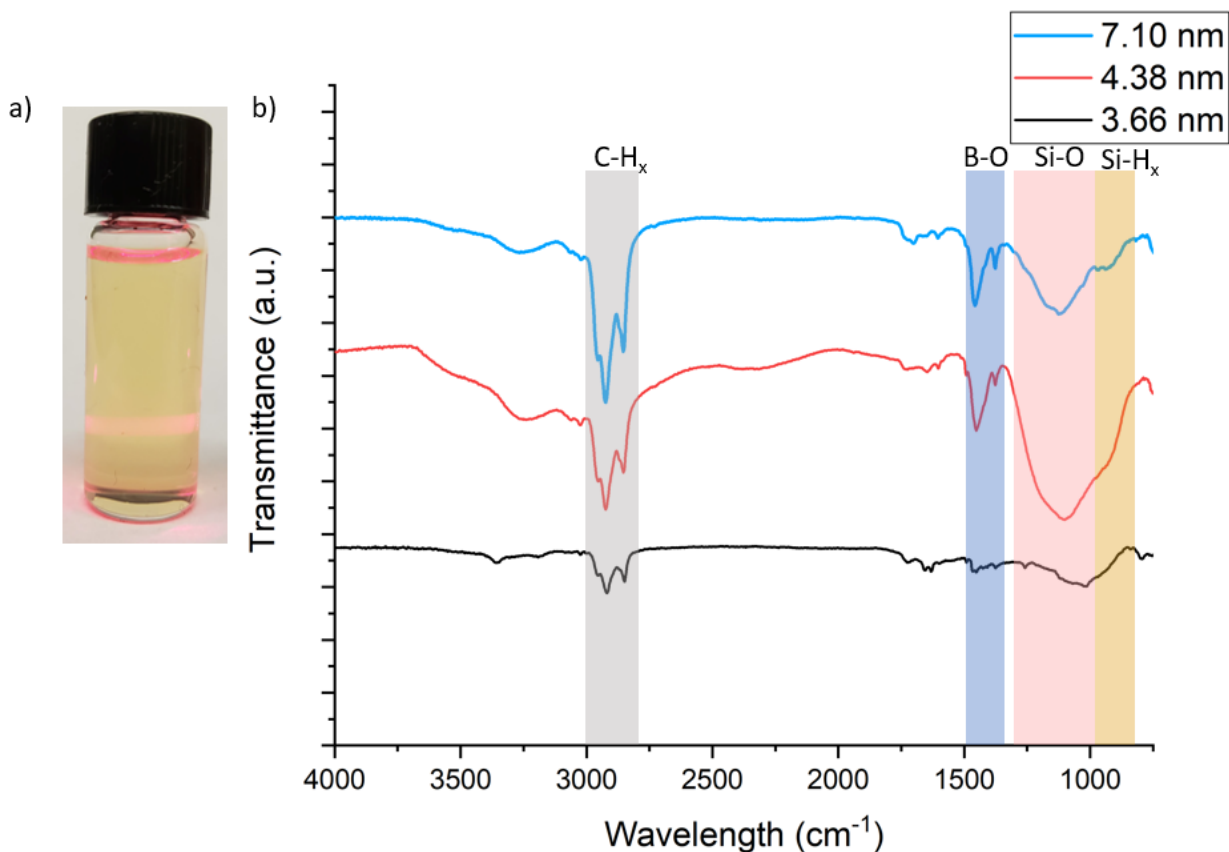 a)
b)
7.10 nm
4.38 nm
3.66 nm
C-Hₓ
B-O
Si-O
Si-Hₓ
Transmittance (a.u.)
4000
3500
3000
2500
2000
1500
1000
Wavelength (cm⁻¹)